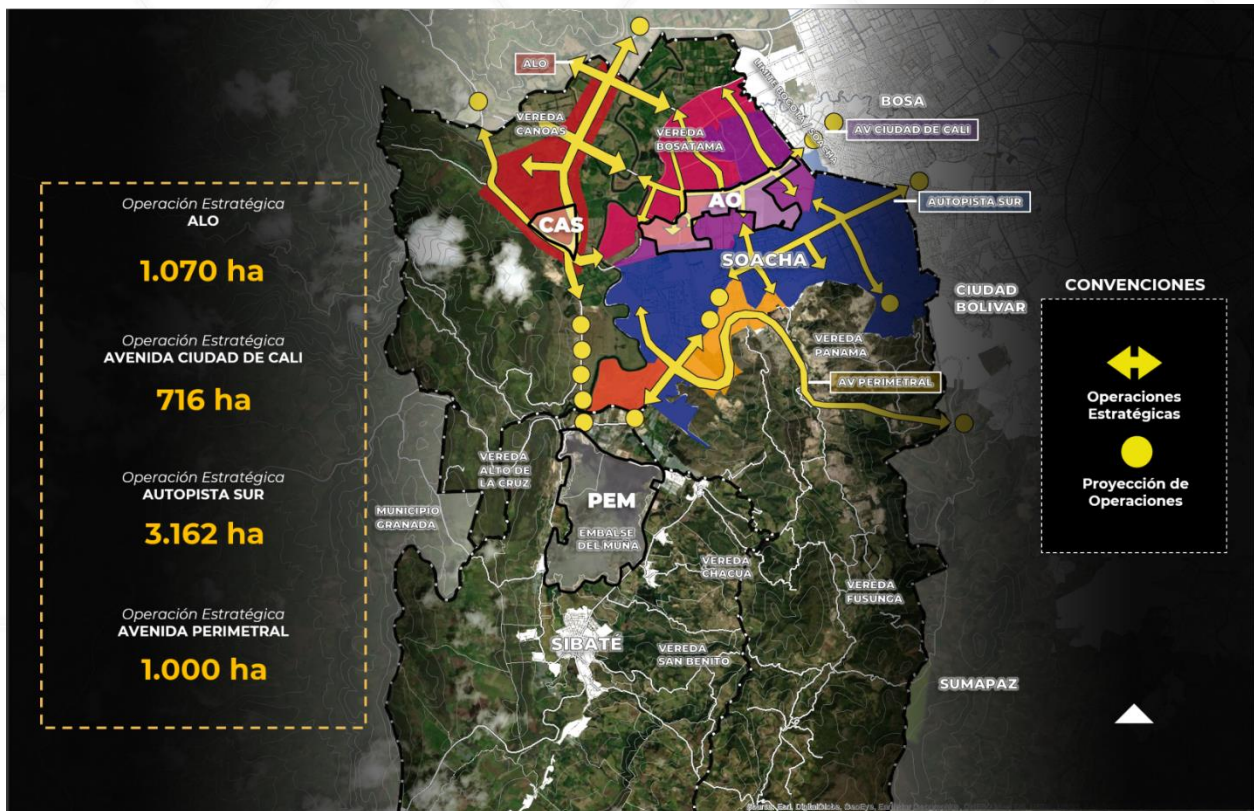 Operación Estratégica
ALO
1.070 ha
Operación Estratégica
AVENIDA CIUDAD DE CALI
716 ha
Operación Estratégica
AUTOPISTA SUR
3.162 ha
Operación Estratégica
AVENIDA PERIMETRAL
1.000 ha
ALO
VEREDA
CANOAS
VEREDA
BOSATAMA
LIMITE BOGOTA / SOACHA
BOSA
AV CIUDAD DE CALI
AUTOPISTA SUR
CAS
AO
SOACHA
CIUDAD
BOLIVAR
VEREDA
PANAMA
AV PERIMETRAL
VEREDA
ALTO DE
LA CRUZ
MUNICIPIO
GRANADA
PEM
EMBALSE
DEL MUÑA
VEREDA
CHACUA
VEREDA
FUSUNGA
SIBATÉ
VEREDA
SAN BENITO
SUMAPAZ
CONVENCIONES
Operaciones
Estratégicas
Proyección de
Operaciones